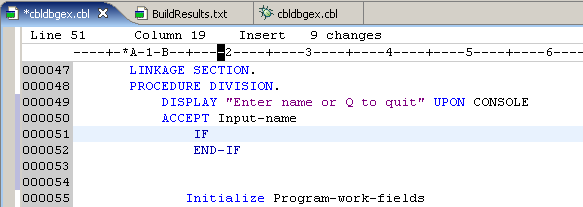 *cbldbgex.cbl BuildResults.txt cbldbgex.cbl
Line 51 Column 19 Insert 9 changes
----+-*A-1-B--+----2----+----3----+----4----+----5----+----6
000047 LINKAGE SECTION.
000048 PROCEDURE DIVISION.
000049 DISPLAY "Enter name or Q to quit" UPON CONSOLE
000050 ACCEPT Input-name
000051 IF
000052 END-IF
000053
000054
000055 Initialize Program-work-fields